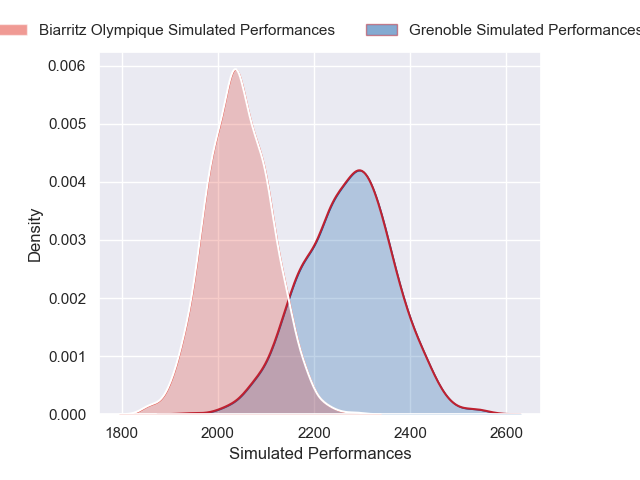 Biarritz Olympique Simulated Performances
Grenoble Simulated Performances
0.006
0.005
0.004
0.003
0.002
0.001
0.000
Density
1800 2000 2200 2400 2600
Simulated Performances